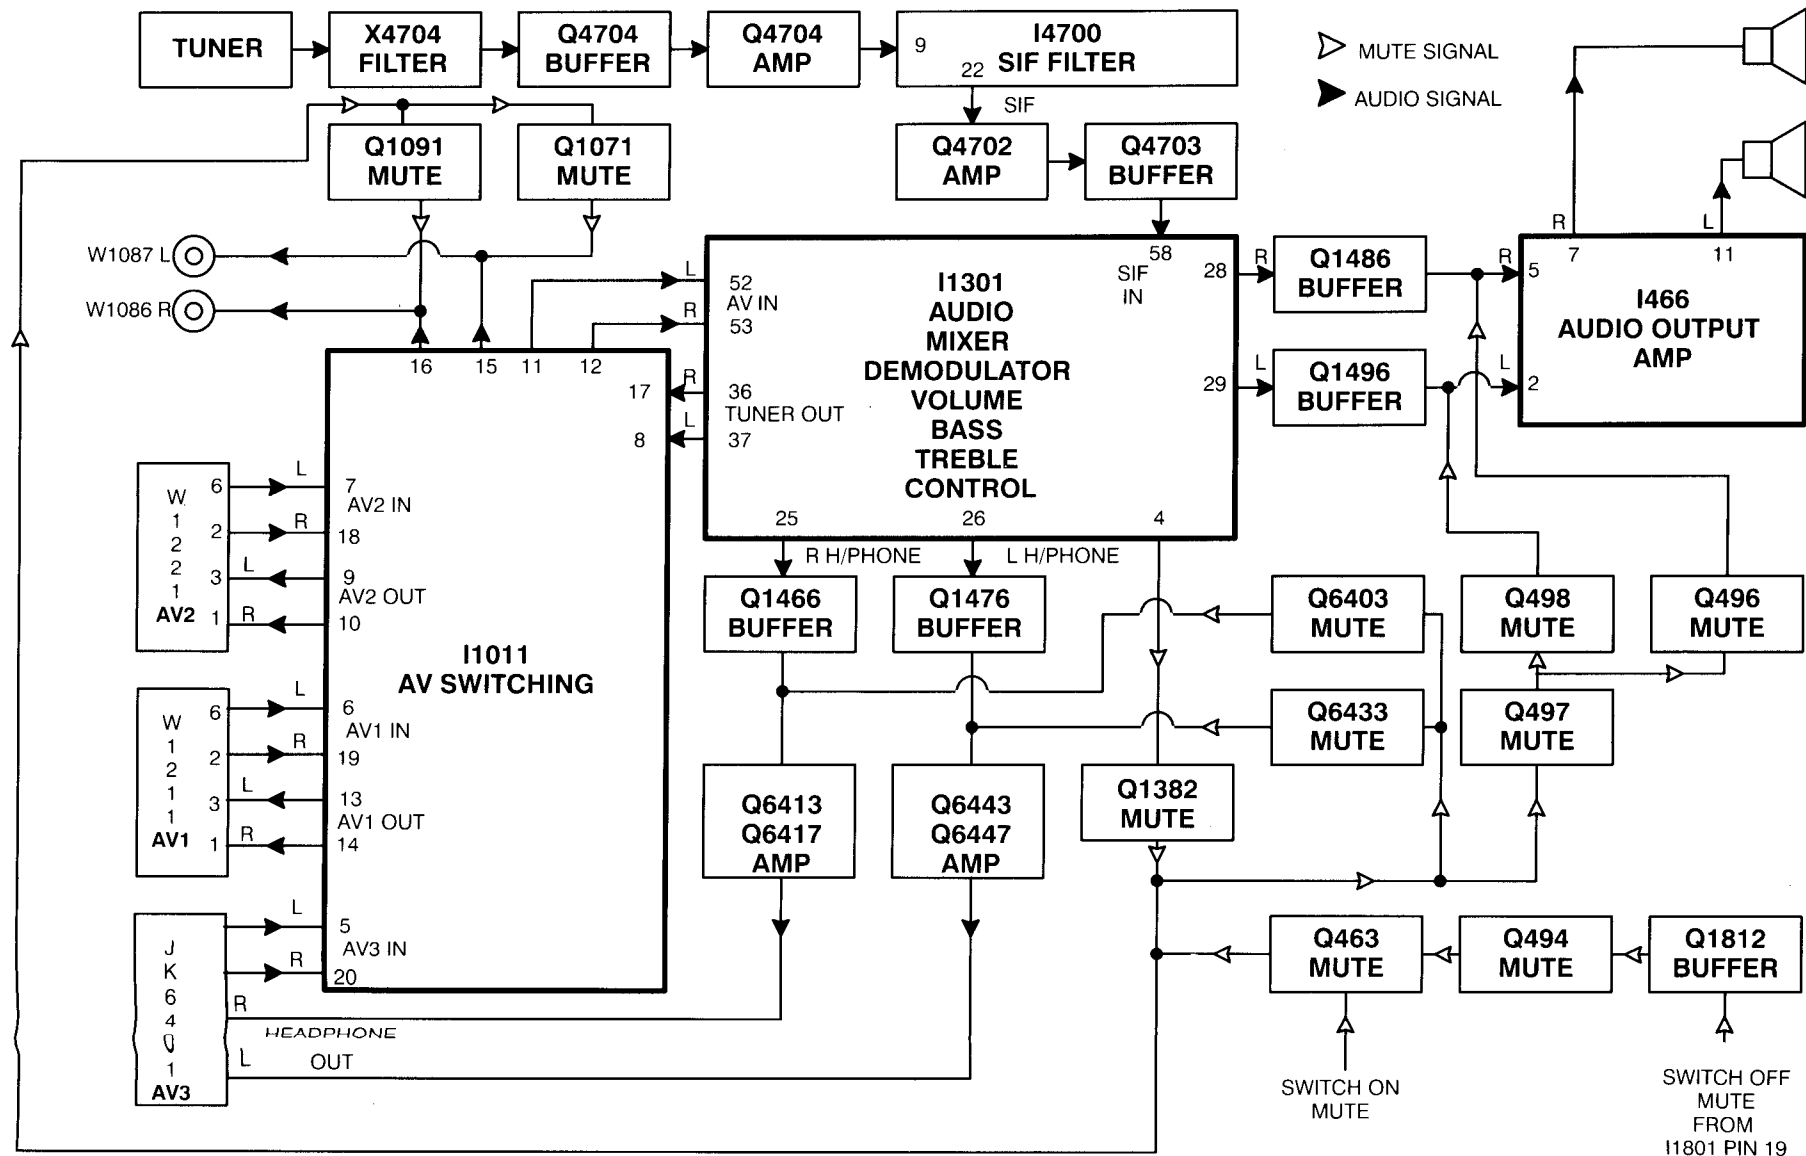 TUNER
X4704
FILTER
Q4704
BUFFER
Q4704
AMP
I4700
SIF FILTER
9
22
SIF
MUTE SIGNAL
AUDIO SIGNAL
Q1091
MUTE
Q1071
MUTE
Q4702
AMP
Q4703
BUFFER
W1087 L
W1086 R
16
15
11
12
L
R
R
L
52
AV IN
53
36
TUNER OUT
37
17
8
58
SIF
IN
28
29
I1301
AUDIO
MIXER
DEMODULATOR
VOLUME
BASS
TREBLE
CONTROL
25
26
4
R
Q1486
BUFFER
L
Q1496
BUFFER
R
L
R
L
7
11
5
2
I466
AUDIO OUTPUT
AMP
W
1
2
2
1
AV2
6
2
3
1
L
R
L
R
7
AV2 IN
18
9
AV2 OUT
10
I1011
AV SWITCHING
W
1
2
1
1
AV1
6
2
3
1
L
R
L
R
6
AV1 IN
19
13
AV1 OUT
14
J
K
6
4
0
1
AV3
L
R
5
AV3 IN
20
R
HEADPHONE
L
OUT
R H/PHONE
L H/PHONE
Q1466
BUFFER
Q1476
BUFFER
Q6403
MUTE
Q498
MUTE
Q496
MUTE
Q6433
MUTE
Q497
MUTE
Q6413
Q6417
AMP
Q6443
Q6447
AMP
Q1382
MUTE
Q463
MUTE
Q494
MUTE
Q1812
BUFFER
SWITCH ON
MUTE
SWITCH OFF
MUTE
FROM
I1801 PIN 19